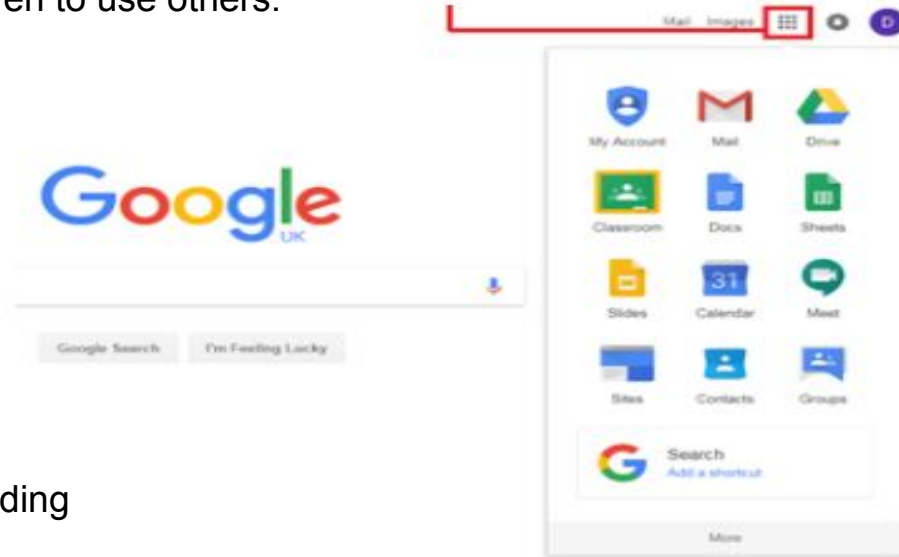 en to use others.
Mail Images D
My Account Mail Drive
Google
UK
Classroom Docs Sheets
31
Slides Calendar Meet
Google Search I'm Feeling Lucky
Sites Contacts Groups
G Search
Add a shortcut
ding
More